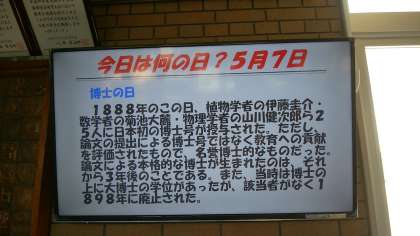 今日は何の日?5月7日
博士の日
1888年のこの日、植物学者の伊藤圭介・
数学者の菊池大麓・物理学者の山川健次郎ら2
5人に日本初の博士号が授与された。ただし、
論文の提出による博士号ではなく教育への貢献
を評価されたもので、名誉博士的なものだった。
論文による本格的な博士が生まれたのは、それ
から3年後のことである。また、当時は博士の
上に大博士の学位があったが、該当者がなく1
898年に廃止された。